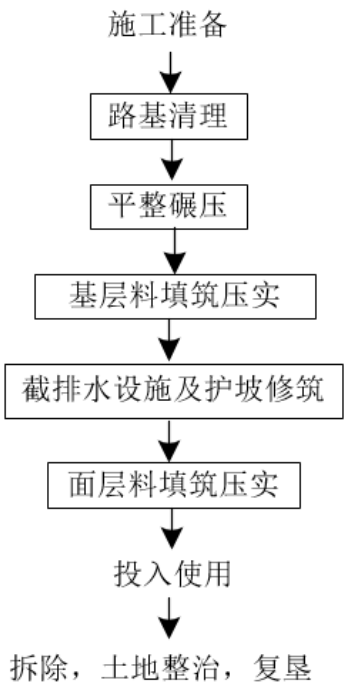 施工准备
路基清理
平整碾压
基层料填筑压实
截排水设施及护坡修筑
面层料填筑压实
投入使用
拆除，土地整治，复垦